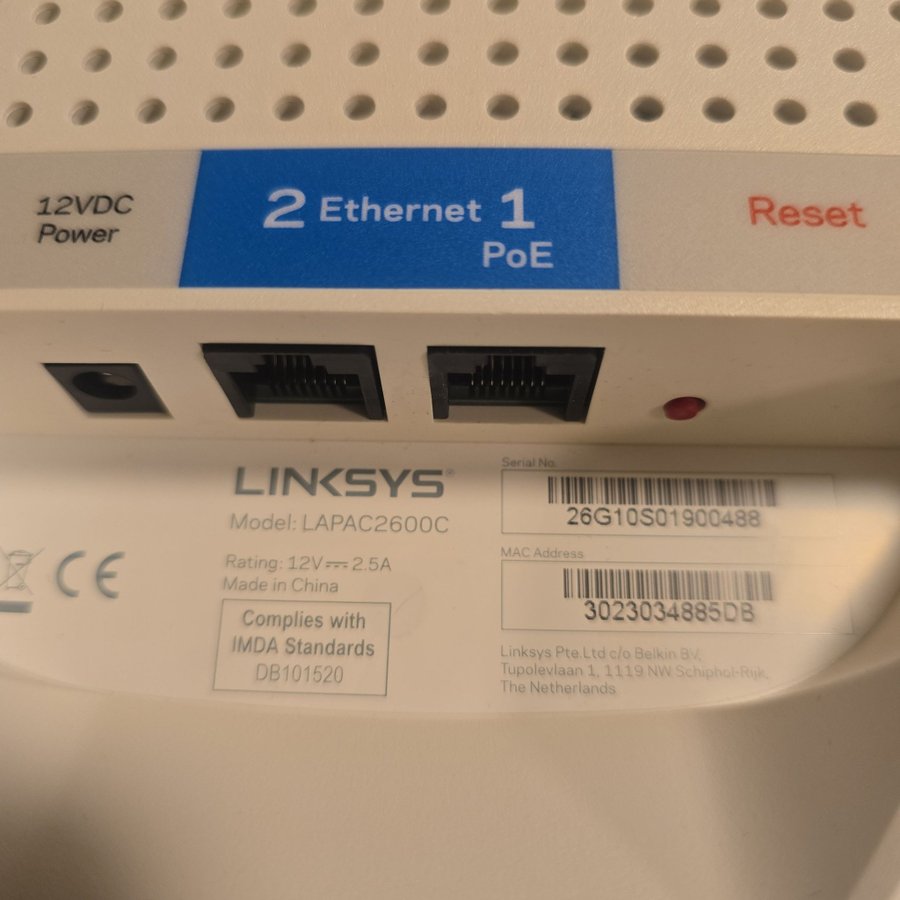 12VDC
Power
2 Ethernet 1
PoE
Reset
LINKSYS®
Model: LAPAC2600C
Rating: 12V⎓2.5A
Made in China
Complies with
IMDA Standards
DB101520
CE
Serial No.
26G10S01900488
MAC Address
3023034885DB
Linksys Pte.Ltd c/o Belkin BV,
Tupolevlaan 1, 1119 NW Schiphol-Rijk,
The Netherlands